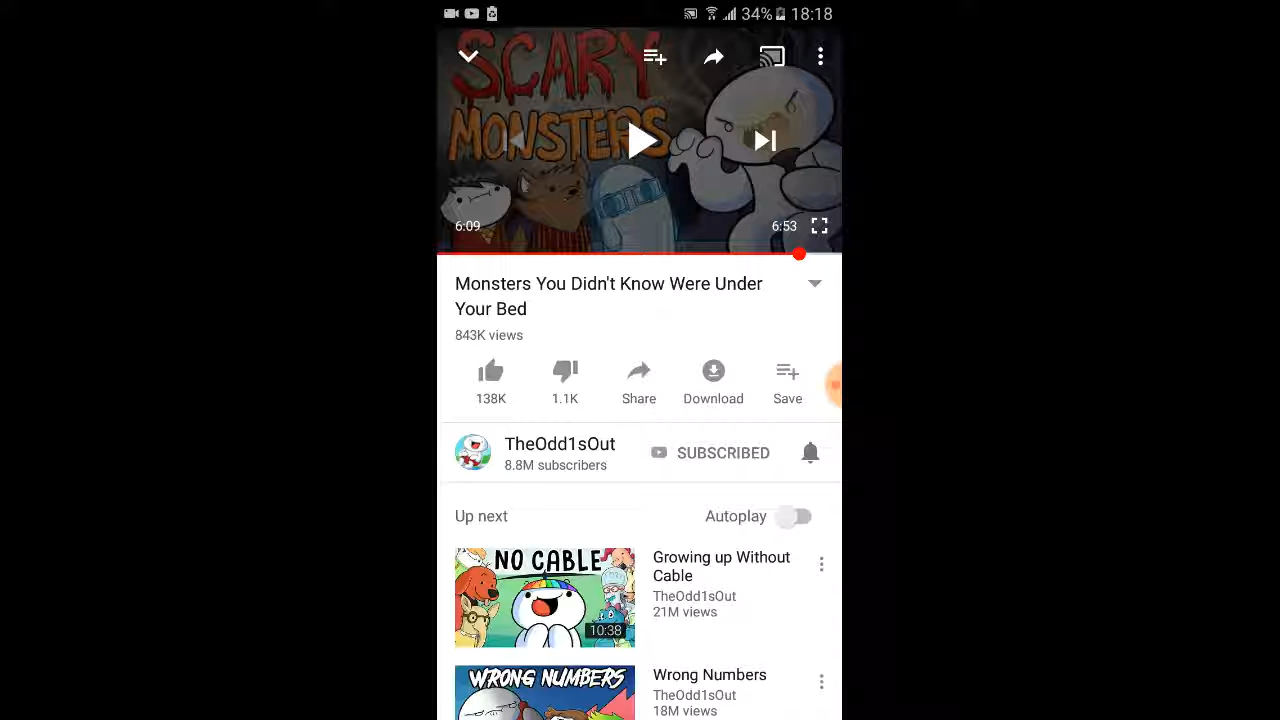 34% 18:18
SCARY
MONSTERS
6:09 6:53
Monsters You Didn't Know Were Under
Your Bed
843K views
138K 1.1K Share Download Save
TheOdd1sOut SUBSCRIBED
8.8M subscribers
Up next Autoplay
NO CABLE
10:38
Growing up Without
Cable
TheOdd1sOut
21M views
WRONG NUMBERS
Wrong Numbers
TheOdd1sOut
18M views